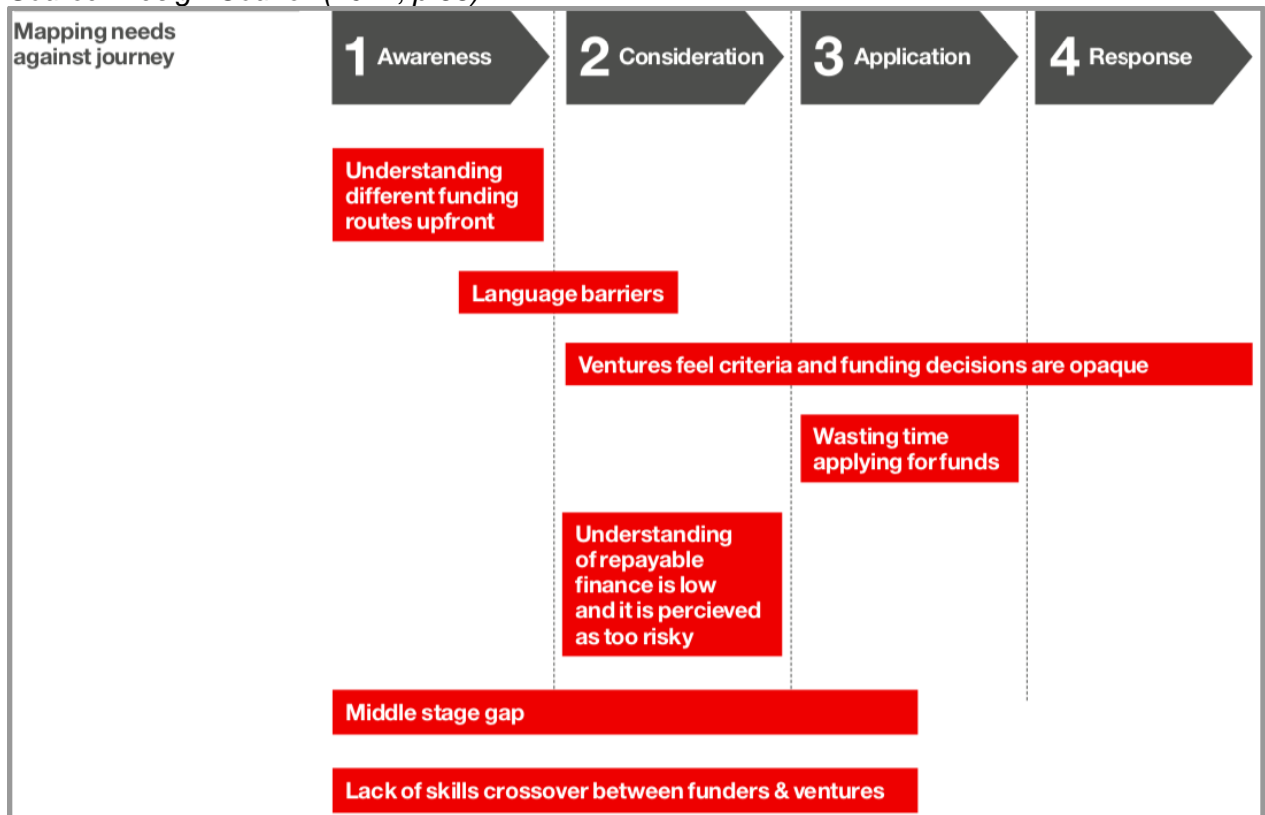 Mapping needs
against journey
1 Awareness
2 Consideration
3 Application
4 Response
Understanding
different funding
routes upfront
Language barriers
Ventures feel criteria and funding decisions are opaque
Wasting time
applying for funds
Understanding
of repayable
finance is low
and it is percieved
as too risky
Middle stage gap
Lack of skills crossover between funders & ventures